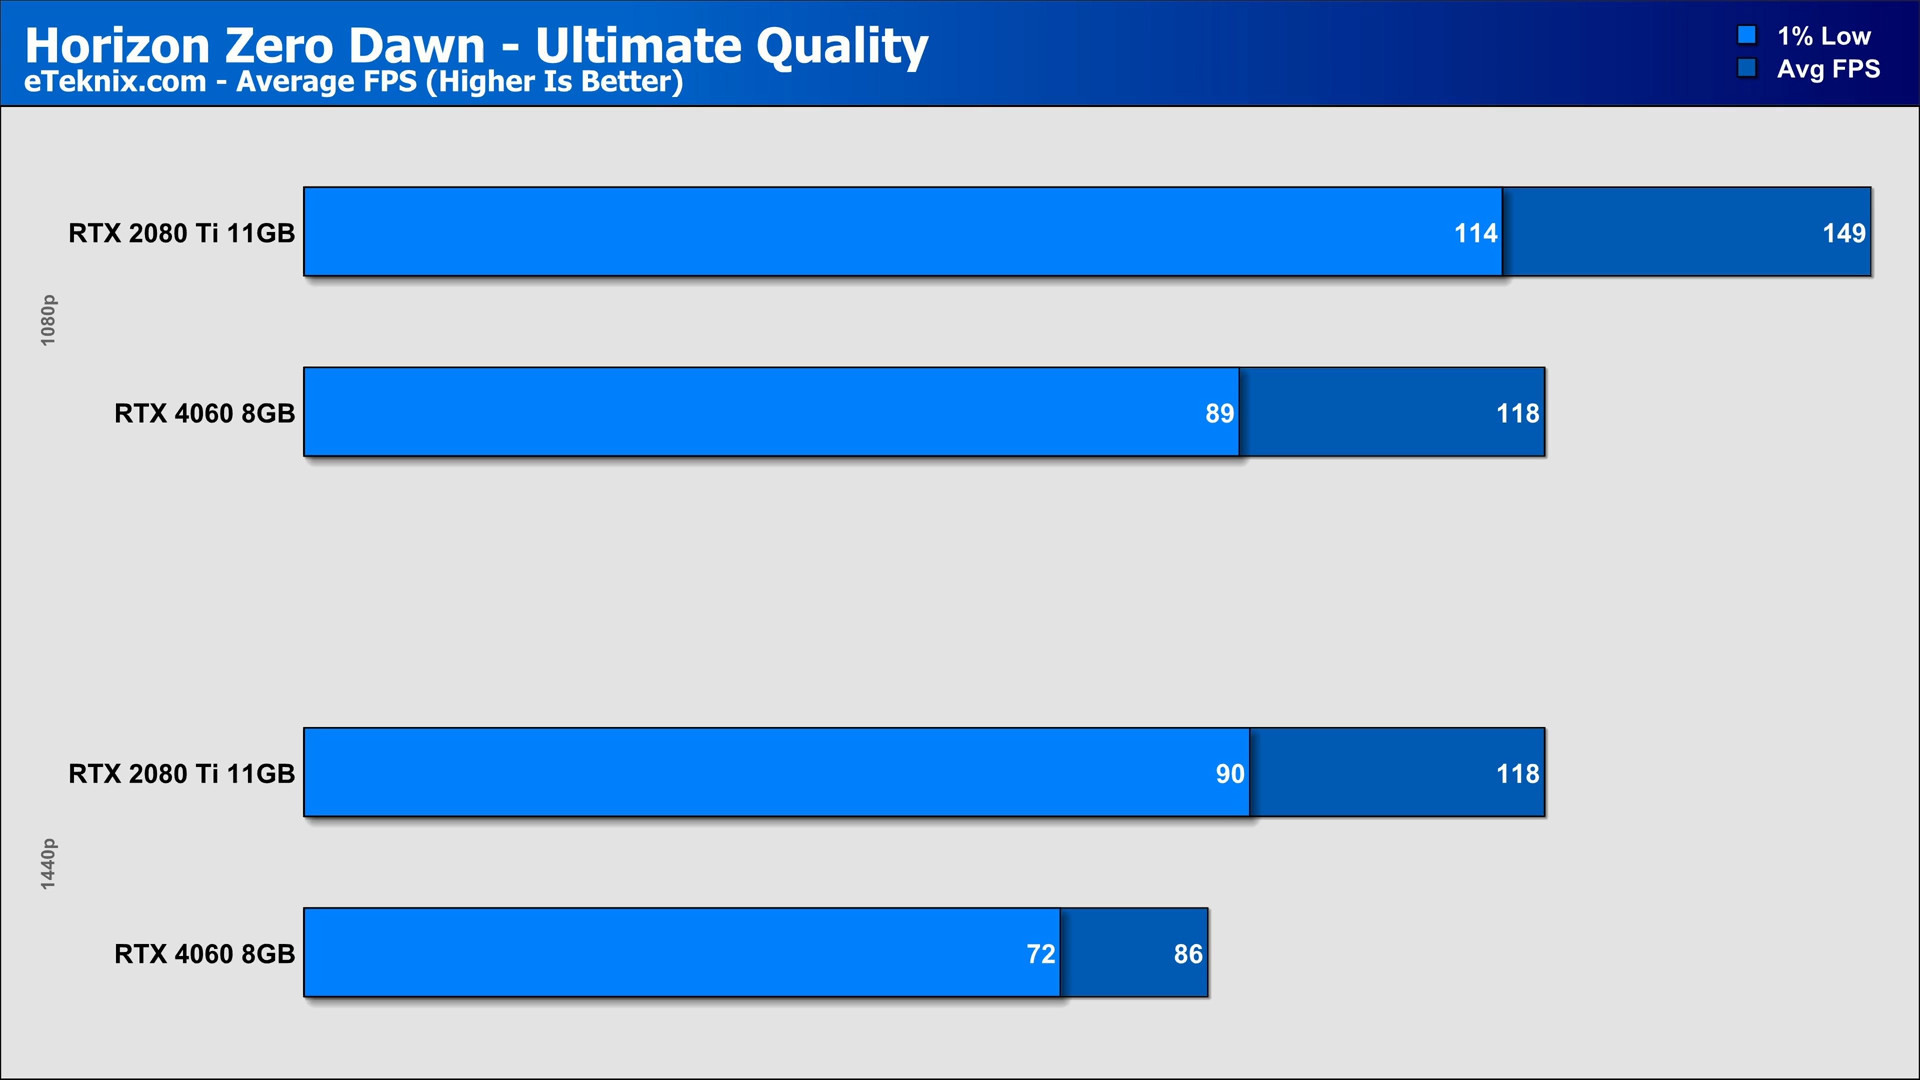 Horizon Zero Dawn - Ultimate Quality
eTeknix.com - Average FPS (Higher Is Better)
1% Low
Avg FPS
1080p
RTX 2080 Ti 11GB
114
149
RTX 4060 8GB
89
118
1440p
RTX 2080 Ti 11GB
90
118
RTX 4060 8GB
72
86